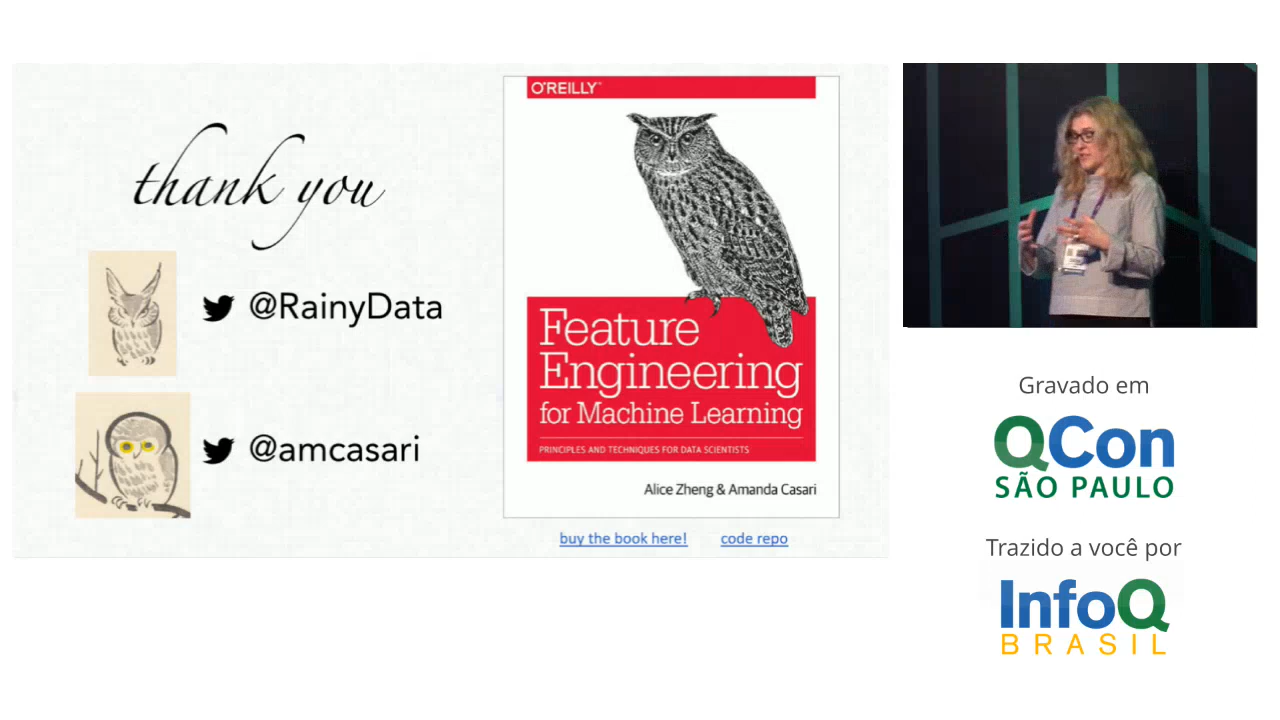 thank you
@RainyData
@amcasari
O'REILLY®
Feature
Engineering
for Machine Learning
PRINCIPLES AND TECHNIQUES FOR DATA SCIENTISTS
Alice Zheng & Amanda Casari
buy the book here!
code repo
Gravado em
QCon
SÃO PAULO
Trazido a você por
InfoQ
BRASIL